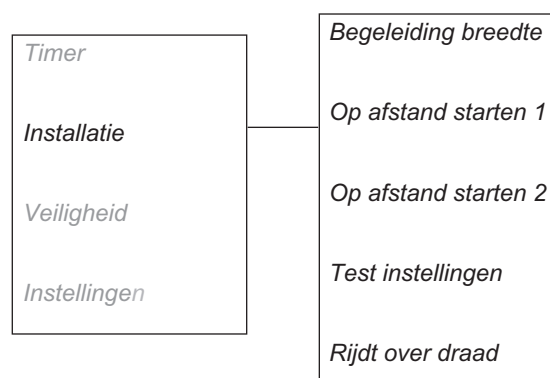 Timer
Installatie
Veiligheid
Instellingen
Begeleiding breedte
Op afstand starten 1
Op afstand starten 2
Test instellingen
Rijdt over draad